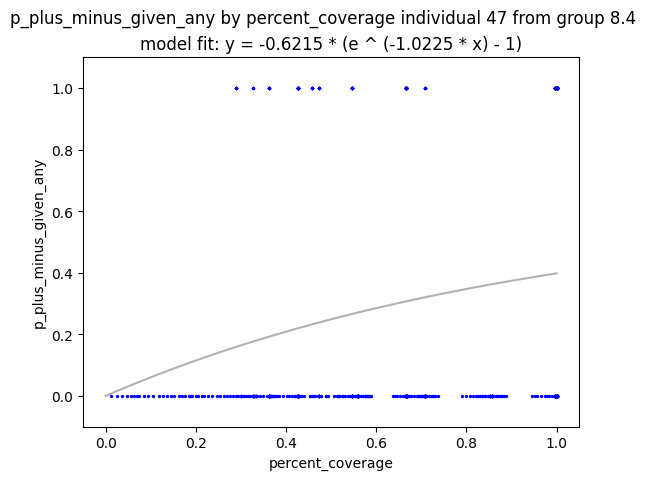 p_plus_minus_given_any by percent_coverage individual 47 from group 8.4
model fit: y = -0.6215 * (e ^ (-1.0225 * x) - 1)
1.0
0.8
0.6
0.4
0.2
0.0
p_plus_minus_given_any
0.0 0.2 0.4 0.6 0.8 1.0
percent_coverage